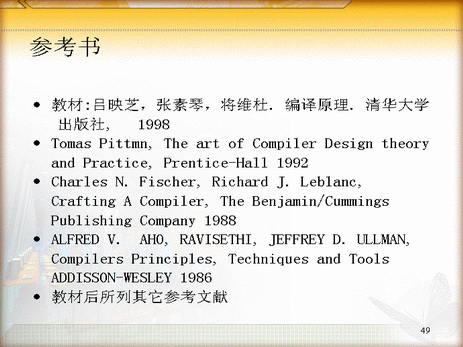 参考书
• 教材:吕映芝，张素琴，将维杜．编译原理．清华大学
出版社， 1998
• Tomas Pittmn, The art of Compiler Design theory
and Practice, Prentice-Hall 1992
• Charles N. Fischer, Richard J. Leblanc,
Crafting A Compiler, The Benjamin/Cummings
Publishing Company 1988
• ALFRED V. AHO, RAVISETHI, JEFFREY D. ULLMAN,
Compilers Principles, Techniques and Tools
ADDISSON-WESLEY 1986
• 教材后所列其它参考文献
49